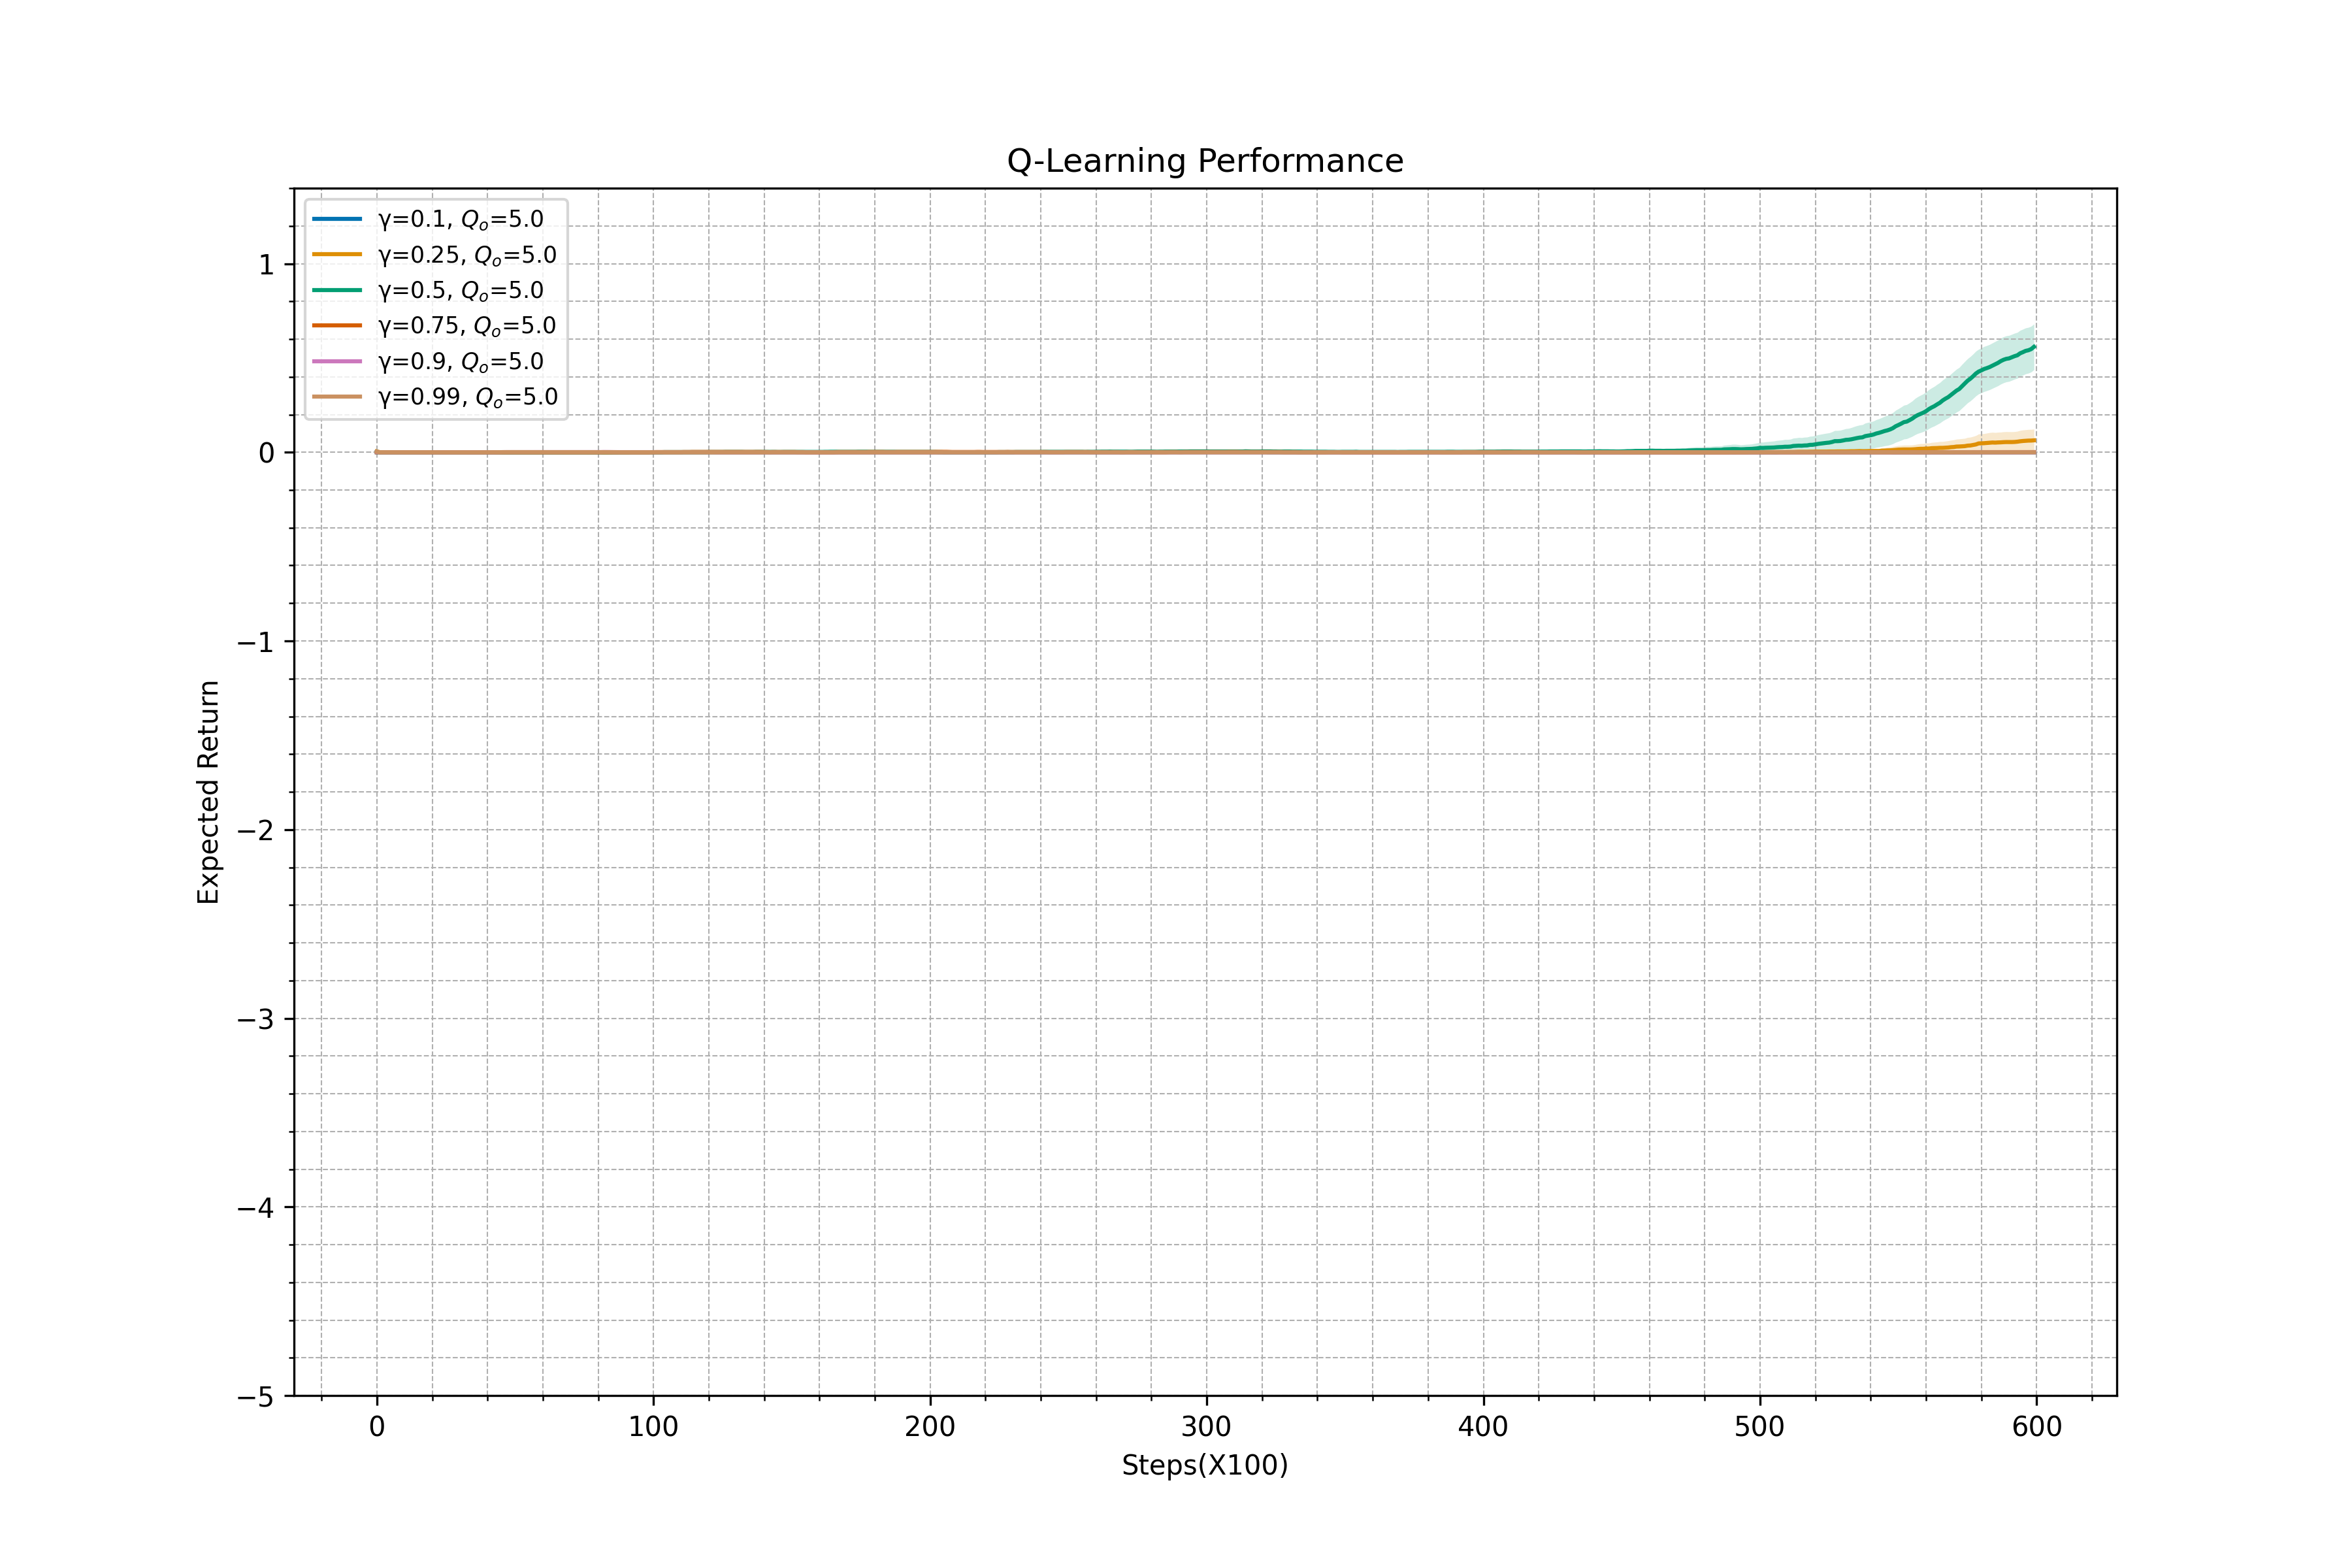 Q-Learning Performance
γ=0.1, Qₒ=5.0
γ=0.25, Qₒ=5.0
γ=0.5, Qₒ=5.0
γ=0.75, Qₒ=5.0
γ=0.9, Qₒ=5.0
γ=0.99, Qₒ=5.0
1
0
−1
−2
−3
−4
−5
Expected Return
0 100 200 300 400 500 600
Steps(X100)